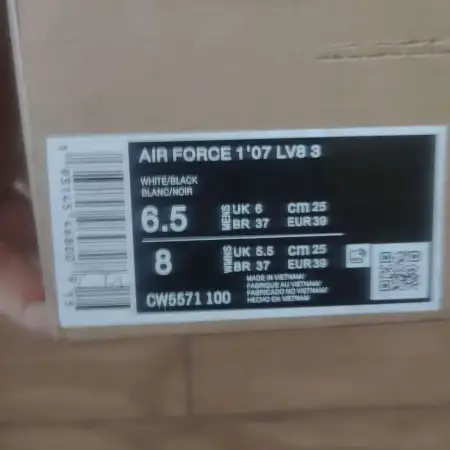 AIR FORCE 1 '07 LV8 3
WHITE/BLACK
BLANC/NOIR
6.5 MENS UK 6 cm 25
BR 37 EUR 39
8 WMNS UK 5.5 cm 25
BR 37 EUR 39
CW5571 100
MADE IN VIETNAM/
FABRIQUE AU VIETNAM/
FABRICADO NO VIETNAM/
HECHO EN VIETNAM